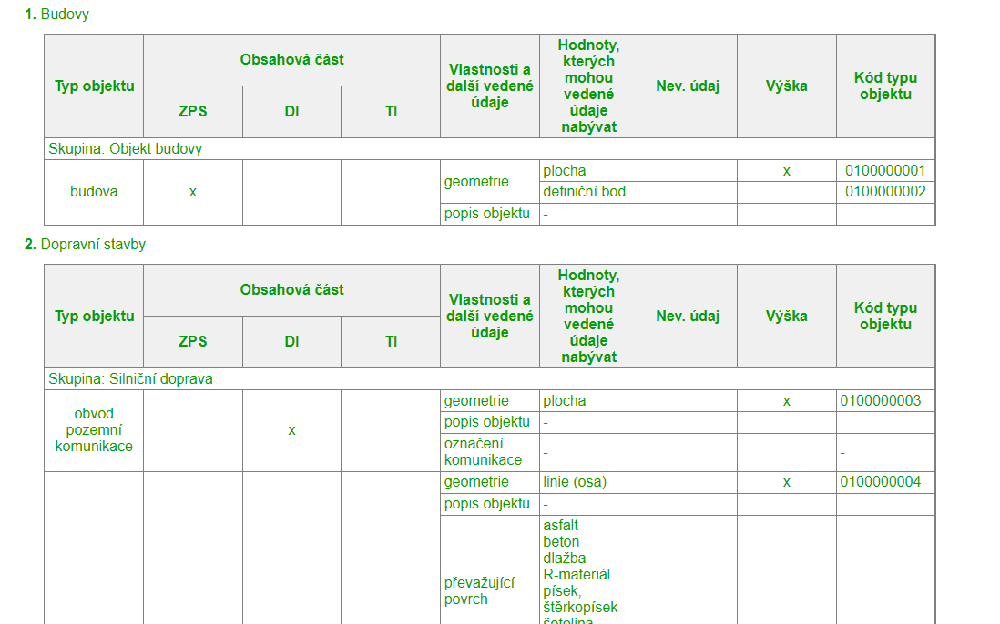 1. Budovy
Typ objektu
Obsahová část
Vlastnosti a
další vedené
údaje
Hodnoty,
kterých
mohou
vedené
údaje
nabývat
Nev. údaj
Výška
Kód typu
objektu
ZPS
DI
TI
Skupina: Objekt budovy
budova
x
geometrie
plocha
x
0100000001
definiční bod
0100000002
popis objektu
-
2. Dopravní stavby
Typ objektu
Obsahová část
Vlastnosti a
další vedené
údaje
Hodnoty,
kterých
mohou
vedené
údaje
nabývat
Nev. údaj
Výška
Kód typu
objektu
ZPS
DI
TI
Skupina: Silniční doprava
obvod
pozemní
komunikace
x
geometrie
plocha
x
0100000003
popis objektu
-
označení
komunikace
-
-
geometrie
linie (osa)
x
0100000004
popis objektu
-
převažující
povrch
asfalt
beton
dlažba
R-materiál
písek,
štěrkopísek